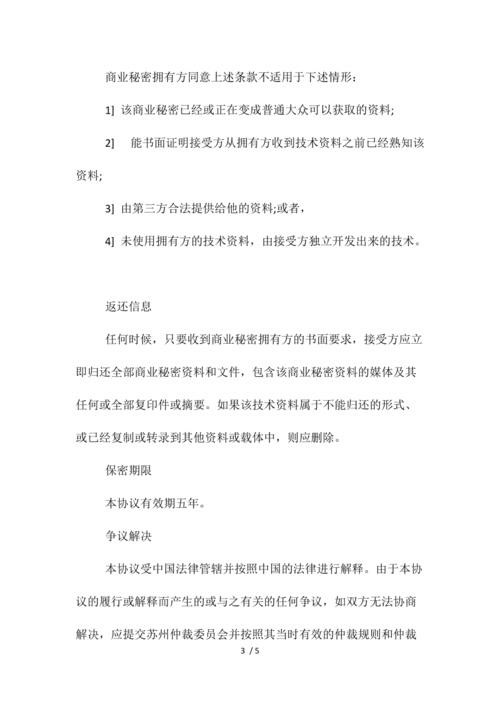 商业秘密拥有方同意上述条款不适用于下述情形：
1] 该商业秘密已经或正在变成普通大众可以获取的资料;
2] 能书面证明接受方从拥有方收到技术资料之前已经熟知该
资料;
3] 由第三方合法提供给他的资料;或者，
4] 未使用拥有方的技术资料，由接受方独立开发出来的技术。
返还信息
任何时候，只要收到商业秘密拥有方的书面要求，接受方应立
即归还全部商业秘密资料和文件，包含该商业秘密资料的媒体及其
任何或全部复印件或摘要。如果该技术资料属于不能归还的形式、
或已经复制或转录到其他资料或载体中，则应删除。
保密期限
本协议有效期五年。
争议解决
本协议受中国法律管辖并按照中国的法律进行解释。由于本协
议的履行或解释而产生的或与之有关的任何争议，如双方无法协商
解决，应提交苏州仲裁委员会并按照其当时有效的仲裁规则和仲裁
3 / 5